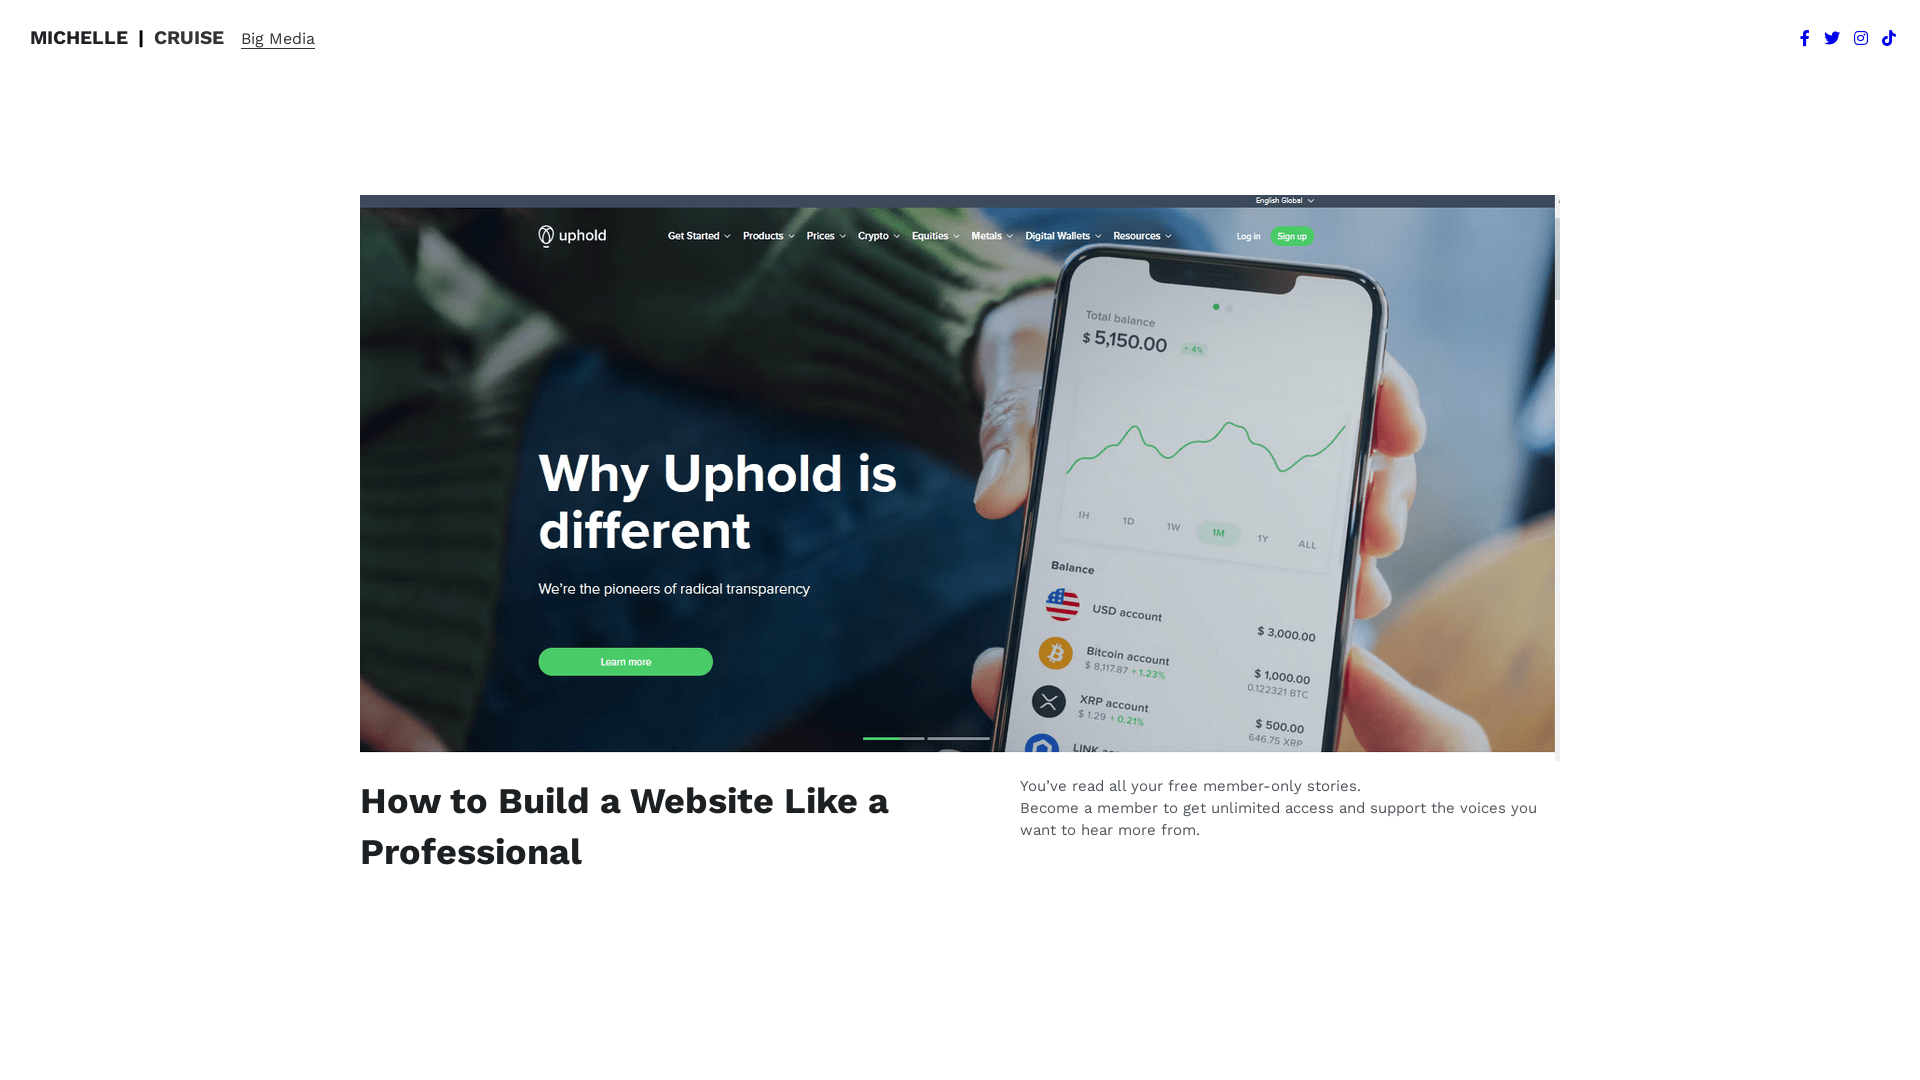 MICHELLE | CRUISE Big Media
English Global
uphold Get Started Products Prices Crypto Equities Metals Digital Wallets Resources Log in Sign up
Total balance
$ 5,150.00 + 4%
Why Uphold is
different
1H 1D 1W 1M 1Y ALL
We’re the pioneers of radical transparency
Balance
USD account $ 3,000.00
Learn more
Bitcoin account $ 1,000.00
$ 8,117.87 + 1.23% 0.122321 BTC
XRP account $ 500.00
$ 1.29 + 0.21% 646.75 XRP
How to Build a Website Like a
Professional
You’ve read all your free member-only stories.
Become a member to get unlimited access and support the voices you
want to hear more from.